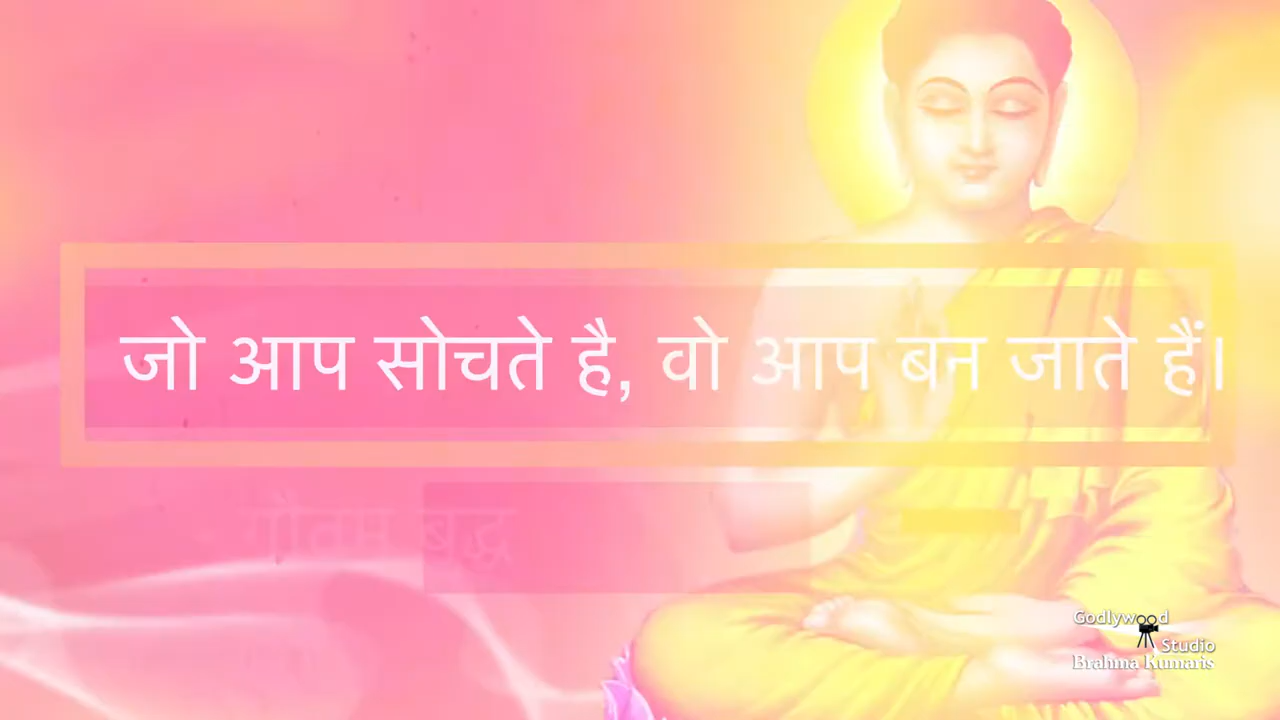 जो आप सोचते है, वो आप बन जाते हैं।
गौतम बुद्ध
Godlywood
Studio
Brahma Kumaris